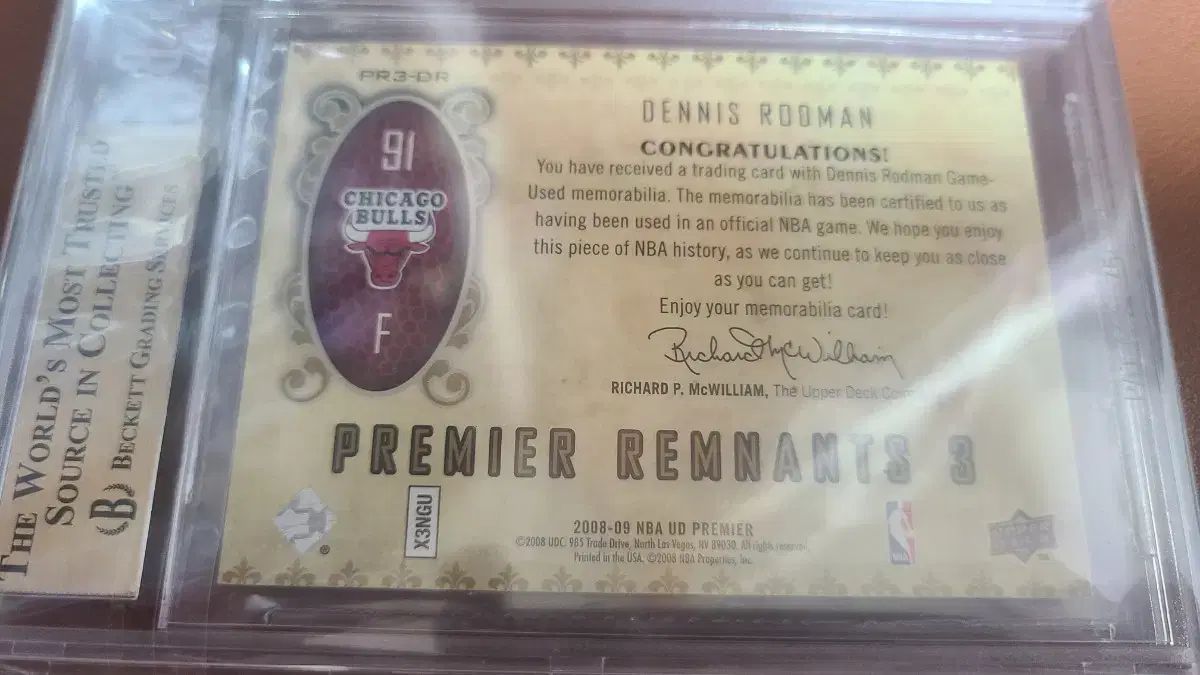 THE WORLD'S MOST TRUSTED
SOURCE IN COLLECTING
B
BECKETT GRADING SERVICES
PR3-DR
91
CHICAGO
BULLS
F
DENNIS RODMAN
CONGRATULATIONS!
You have received a trading card with Dennis Rodman Game-
Used memorabilia. The memorabilia has been certified to us as
having been used in an official NBA game. We hope you enjoy
this piece of NBA history, as we continue to keep you as close
as you can get!
Enjoy your memorabilia card!
Richard McWilliam
RICHARD P. McWILLIAM, The Upper Deck
PREMIER REMNANTS 3
X3NGU
2008-09 NBA UD PREMIER
©2008 UDC. 985 Trade Drive, North Las Vegas, NV 89030. All rights reserved.
Printed in the USA. ©2008 NBA Properties, Inc.
NBA
UPPER DECK